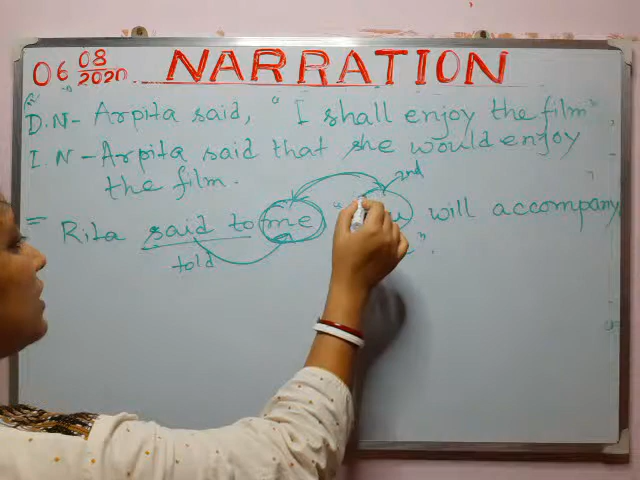 06 08/2020 NARRATION
D.N- Arpita said, "I shall enjoy the film",
I.N-Arpita said that she would enjoy
the film.
2nd
= Rita said to me " will accompany
told
".